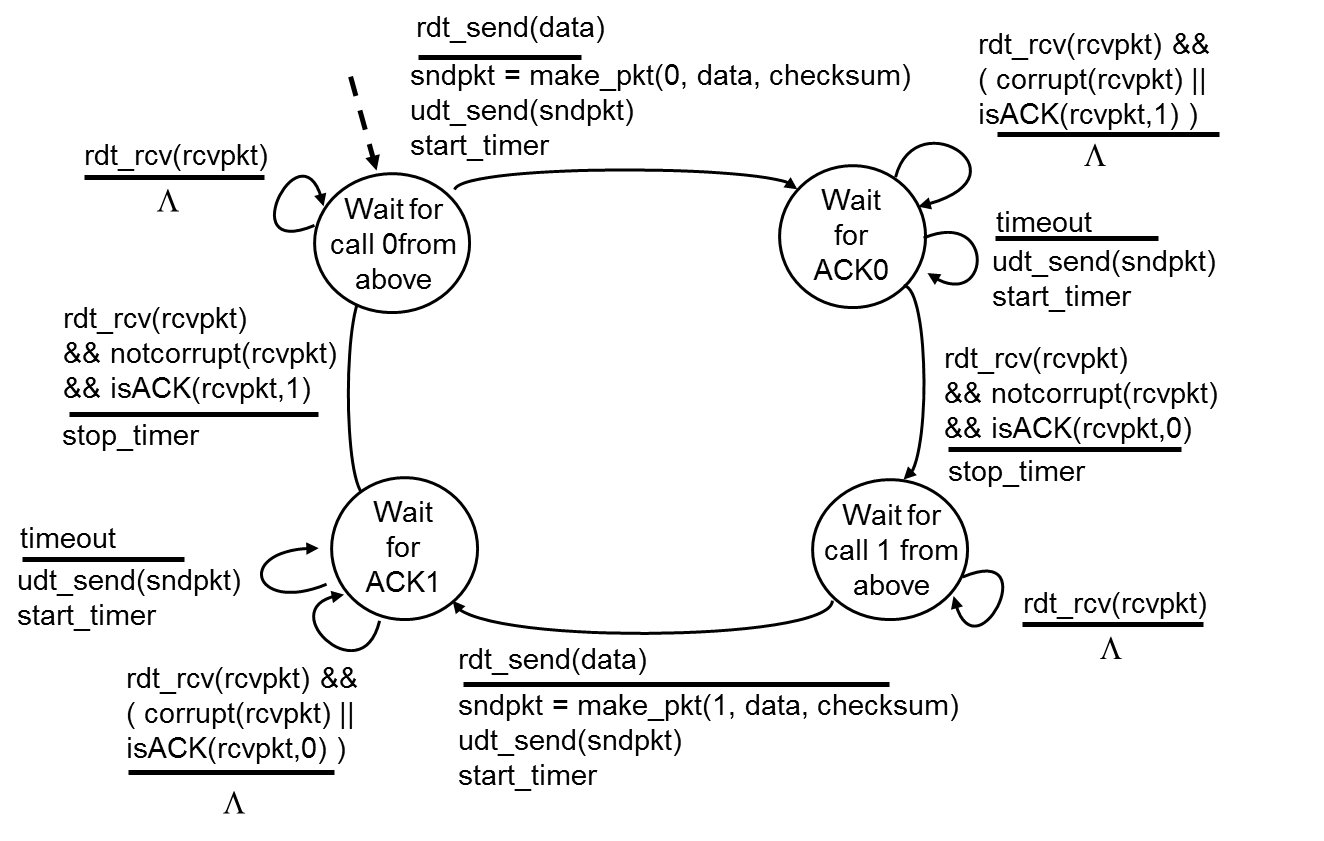 rdt_send(data)
sndpkt = make_pkt(0, data, checksum)
udt_send(sndpkt)
start_timer
rdt_rcv(rcvpkt) &&
( corrupt(rcvpkt) ||
isACK(rcvpkt,1) )
Λ
rdt_rcv(rcvpkt)
Λ
Wait for
call 0from
above
Wait
for
ACK0
timeout
udt_send(sndpkt)
start_timer
rdt_rcv(rcvpkt)
&& notcorrupt(rcvpkt)
&& isACK(rcvpkt,1)
stop_timer
rdt_rcv(rcvpkt)
&& notcorrupt(rcvpkt)
&& isACK(rcvpkt,0)
stop_timer
Wait
for
ACK1
Wait for
call 1 from
above
timeout
udt_send(sndpkt)
start_timer
rdt_rcv(rcvpkt)
Λ
rdt_rcv(rcvpkt) &&
( corrupt(rcvpkt) ||
isACK(rcvpkt,0) )
Λ
rdt_send(data)
sndpkt = make_pkt(1, data, checksum)
udt_send(sndpkt)
start_timer